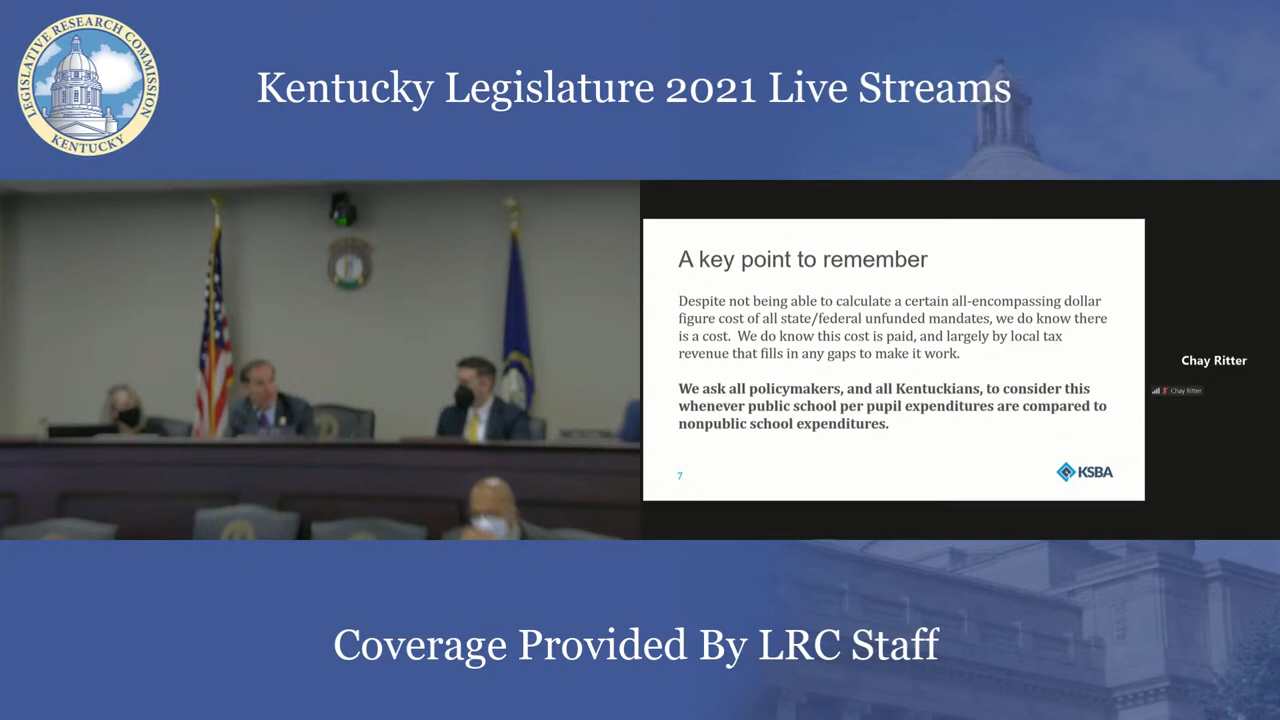 LEGISLATIVE RESEARCH COMMISSION
KENTUCKY
Kentucky Legislature 2021 Live Streams
A key point to remember
Despite not being able to calculate a certain all-encompassing dollar
figure cost of all state/federal unfunded mandates, we do know there
is a cost.  We do know this cost is paid, and largely by local tax
revenue that fills in any gaps to make it work.
We ask all policymakers, and all Kentuckians, to consider this
whenever public school per pupil expenditures are compared to
nonpublic school expenditures.
7
KSBA
Chay Ritter
Chay Ritter
Coverage Provided By LRC Staff